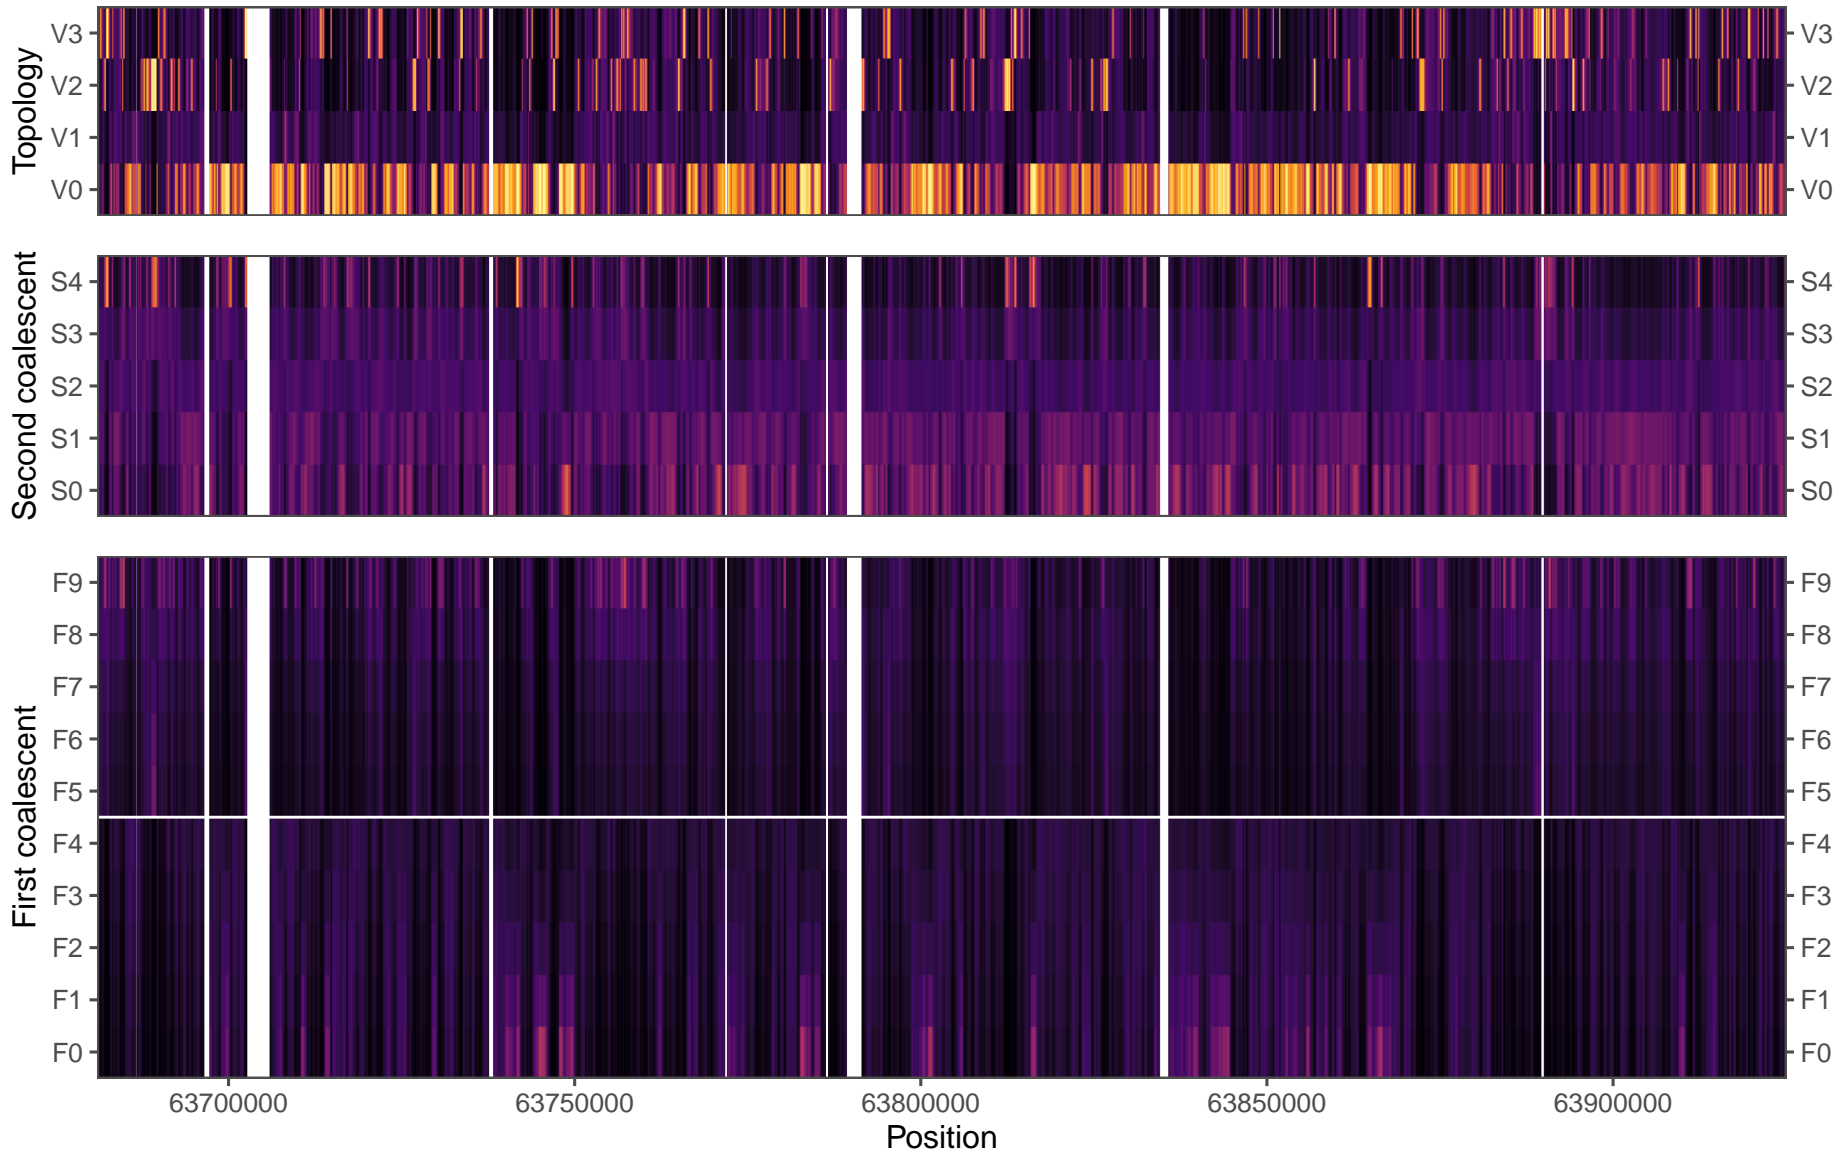 Topology
V3
V2
V1
V0
V3
V2
V1
V0
Second coalescent
S4
S3
S2
S1
S0
S4
S3
S2
S1
S0
First coalescent
F9
F8
F7
F6
F5
F4
F3
F2
F1
F0
F9
F8
F7
F6
F5
F4
F3
F2
F1
F0
63700000 63750000 63800000 63850000 63900000
Position